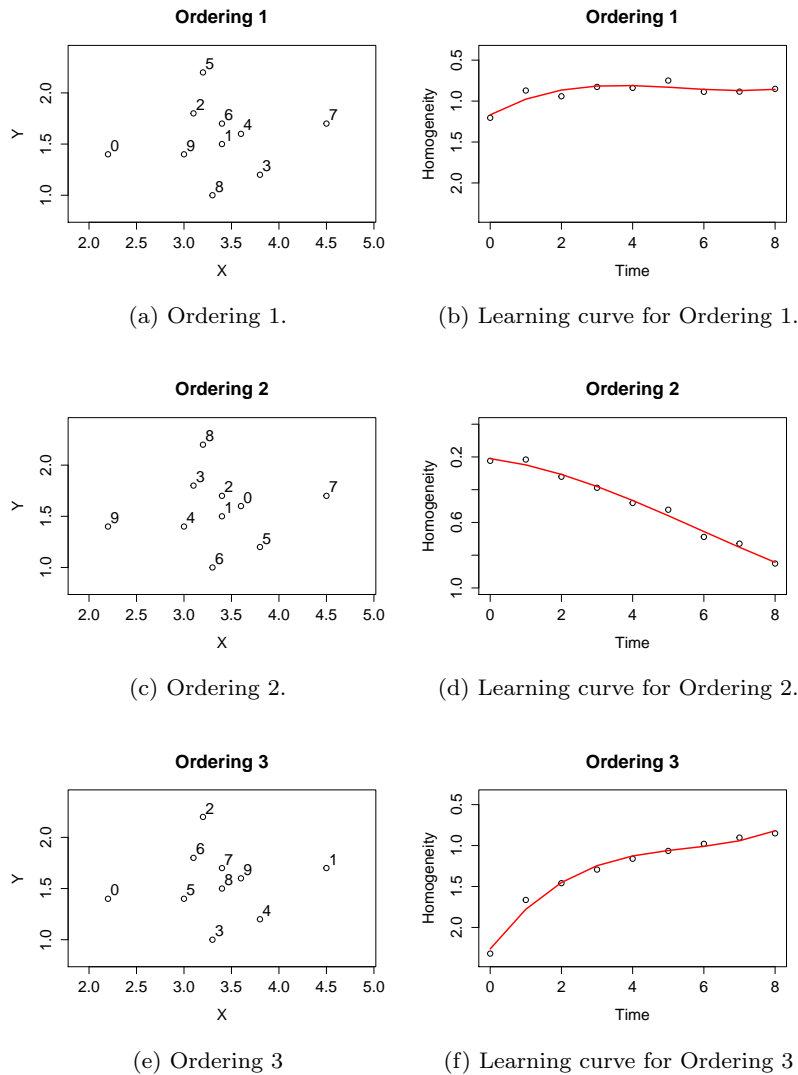 Ordering 1
Y
2.0
1.5
1.0
5
2
6
4
7
0
9
1
3
8
2.0 2.5 3.0 3.5 4.0 4.5 5.0
X
(a) Ordering 1.
Ordering 1
Homogeneity
0.5
1.0
1.5
2.0
0 2 4 6 8
Time
(b) Learning curve for Ordering 1.
Ordering 2
Y
2.0
1.5
1.0
8
3
2
0
7
9
4
1
5
6
2.0 2.5 3.0 3.5 4.0 4.5 5.0
X
(c) Ordering 2.
Ordering 2
Homogeneity
0.2
0.6
1.0
0 2 4 6 8
Time
(d) Learning curve for Ordering 2.
Ordering 3
Y
2.0
1.5
1.0
2
6
7
9
1
0
5
8
4
3
2.0 2.5 3.0 3.5 4.0 4.5 5.0
X
(e) Ordering 3
Ordering 3
Homogeneity
0.5
1.0
1.5
2.0
0 2 4 6 8
Time
(f) Learning curve for Ordering 3